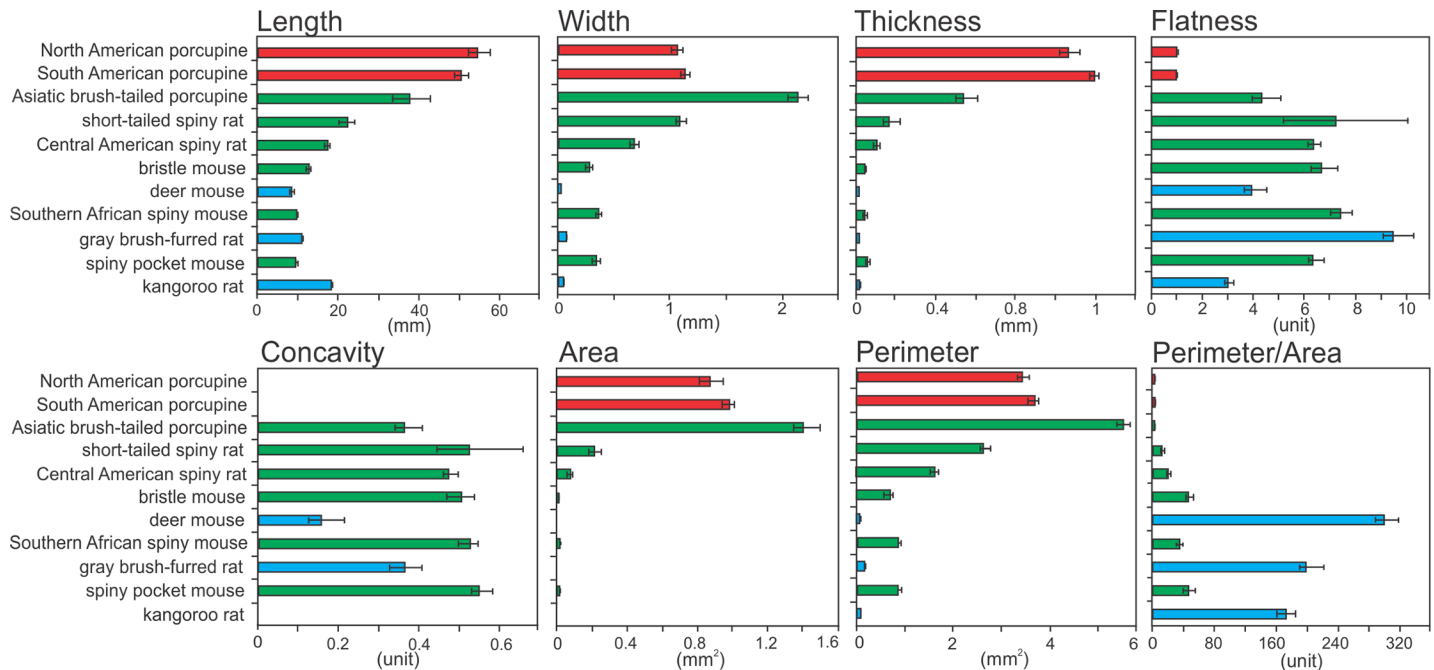 Length Width Thickness Flatness
North American porcupine
South American porcupine
Asiatic brush-tailed porcupine
short-tailed spiny rat
Central American spiny rat
bristle mouse
deer mouse
Southern African spiny mouse
gray brush-furred rat
spiny pocket mouse
kangaroo rat
0 20 40 60 0 1 2 0 0.4 0.8 1 0 2 4 6 8 10
(mm) (mm) (mm) (unit)
Concavity Area Perimeter Perimeter/Area
North American porcupine
South American porcupine
Asiatic brush-tailed porcupine
short-tailed spiny rat
Central American spiny rat
bristle mouse
deer mouse
Southern African spiny mouse
gray brush-furred rat
spiny pocket mouse
kangoroo rat
0 0.2 0.4 0.6 0 0.4 0.8 1.2 1.6 0 2 4 5 0 80 160 240 320
(unit) (mm²) (mm²) (unit)